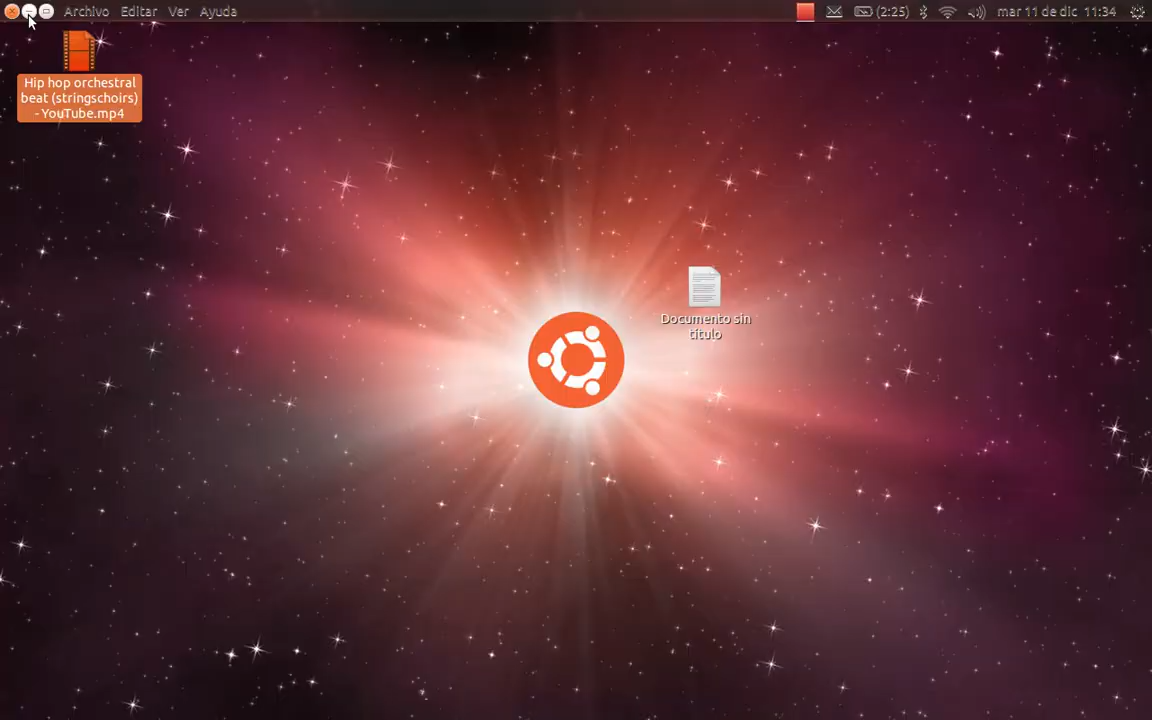 Archivo Editar Ver Ayuda
(2:25) mar 11 de dic 11:34
Hip hop orchestral
beat (stringschoirs)
- YouTube.mp4
Documento sin
título